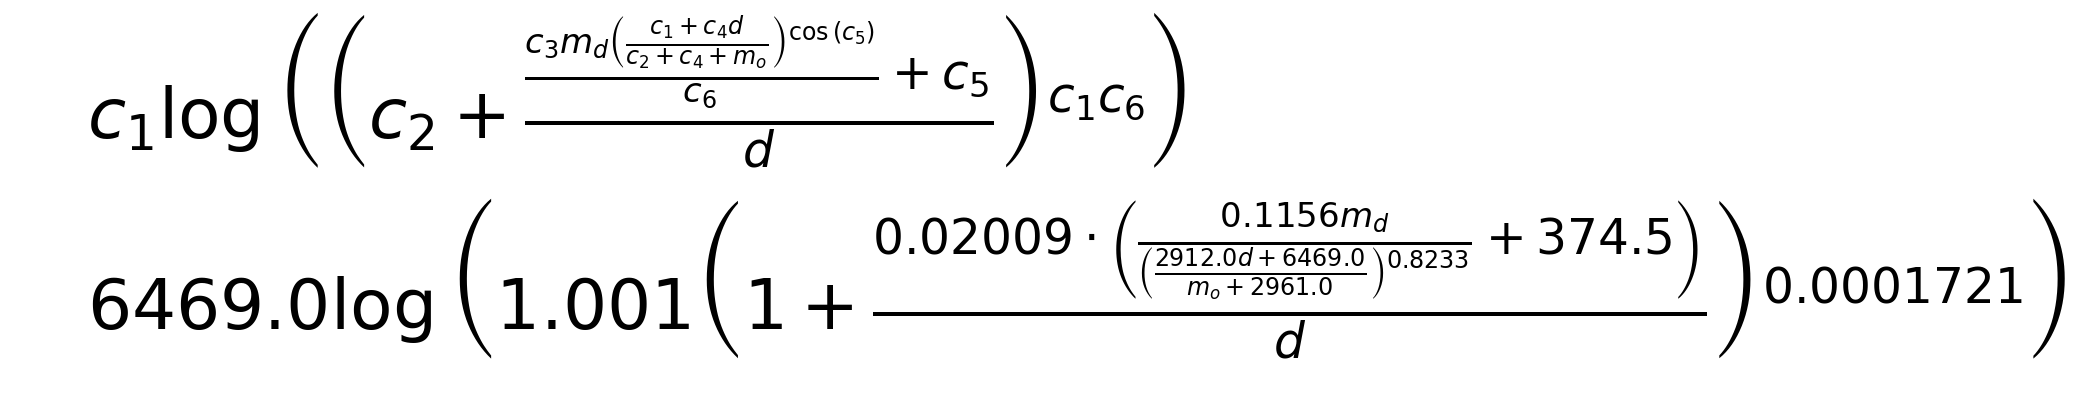 c_1 log((c_2 + ((c_3 m_d ((c_1 + c_4 d)/(c_2 + c_4 + m_o))^cos(c_5))/c_6 + c_5)/d)^(c_1 c_6))
6469.0 log(1.001(1 + (0.02009 · ((0.1156 m_d)/(((2912.0 d + 6469.0)/(m_o + 2961.0))^0.8233) + 374.5))/d)^0.0001721)